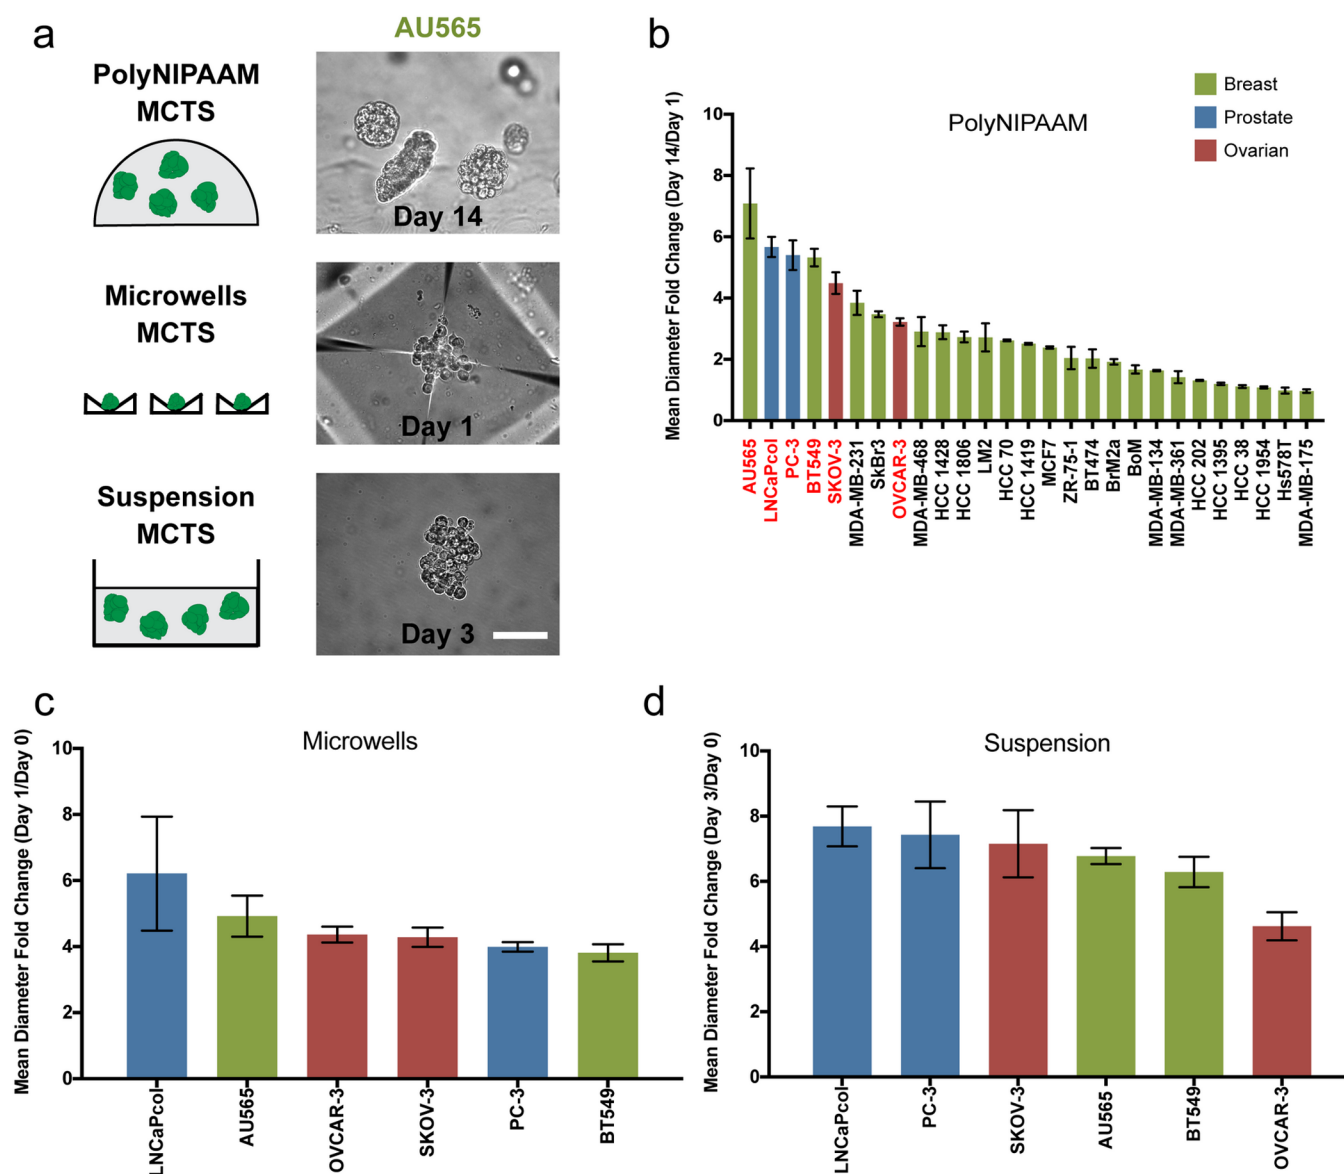 a
AU565
PolyNIPAAM
MCTS
Day 14
Microwells
MCTS
Day 1
Suspension
MCTS
Day 3
b
Breast
Prostate
Ovarian
PolyNIPAAM
Mean Diameter Fold Change (Day 14/Day 1)
10
8
6
4
2
0
AU565
LNCaPcol
PC-3
BT549
SKOV-3
MDA-MB-231
SkBr3
OVCAR-3
MDA-MB-468
HCC 1428
HCC 1806
LM2
HCC 70
HCC 1419
MCF7
ZR-75-1
BT474
BrM2a
BoM
MDA-MB-134
MDA-MB-361
HCC 202
HCC 1395
HCC 38
HCC 1954
Hs578T
MDA-MB-175
c
Microwells
Mean Diameter Fold Change (Day 1/Day 0)
10
8
6
4
2
0
LNCaPcol
AU565
OVCAR-3
SKOV-3
PC-3
BT549
d
Suspension
Mean Diameter Fold Change (Day 3/Day 0)
10
8
6
4
2
0
LNCaPcol
PC-3
SKOV-3
AU565
BT549
OVCAR-3